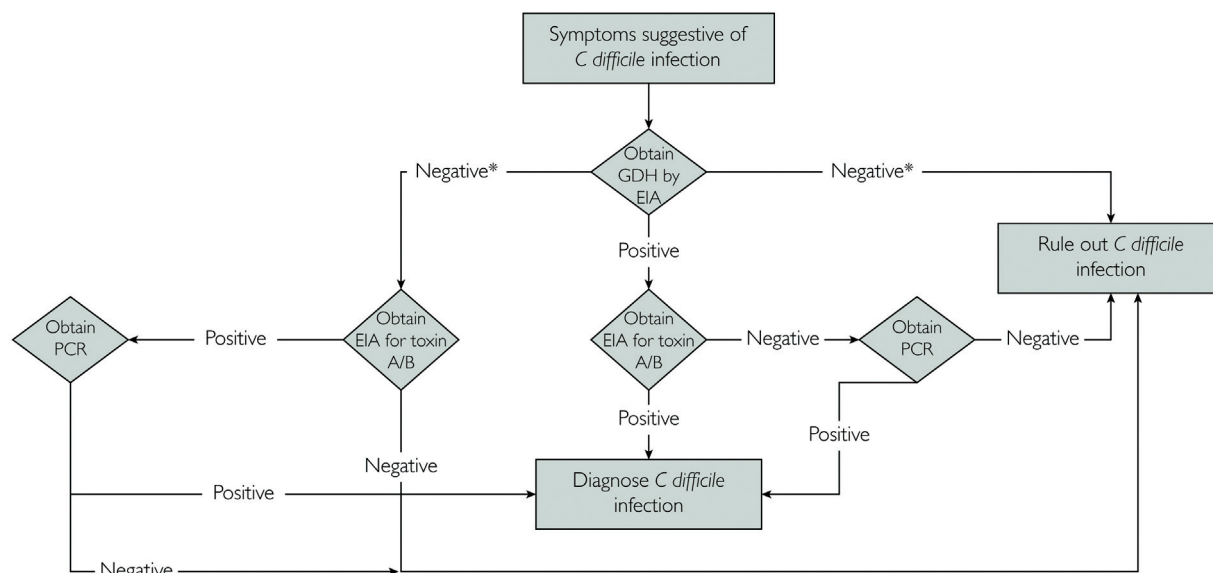 Symptoms suggestive of
C difficile infection
Obtain
GDH by
EIA
Negative*
Negative*
Positive
Rule out C difficile
infection
Obtain
PCR
Positive
Obtain
EIA for toxin
A/B
Obtain
EIA for toxin
A/B
Negative
Obtain
PCR
Negative
Positive
Positive
Negative
Positive
Diagnose C difficile
infection
Negative